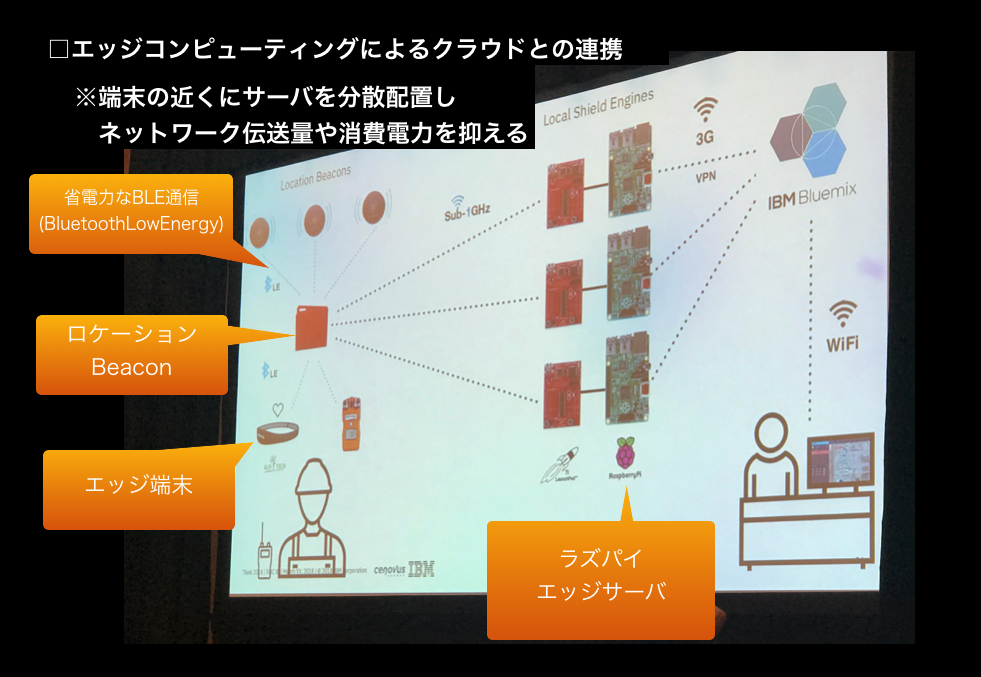 □エッジコンピューティングによるクラウドとの連携
※端末の近くにサーバを分散配置し
ネットワーク伝送量や消費電力を抑える
省電力なBLE通信
(BluetoothLowEnergy)
Location Beacons
Local Shield Engines
3G
VPN
IBM Bluemix
Sub-1GHz
LE
ロケーション
Beacon
LE
WiFi
エッジ端末
LaunchPad
RaspberryPi
ラズパイ
エッジサーバ
cenovus
IBM